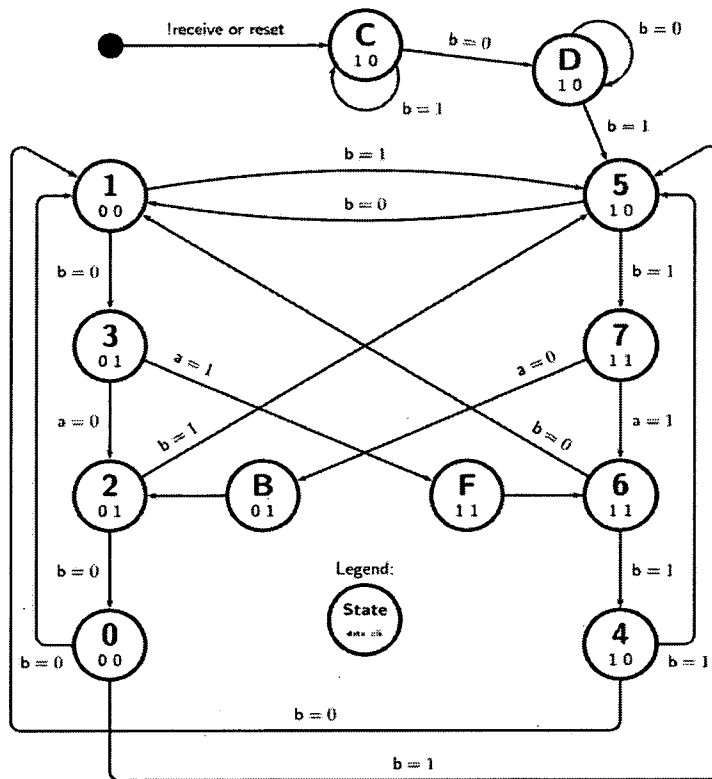 !receive or reset
C
1 0
b = 0
D
1 0
b = 0
b = 1
b = 1
1
0 0
b = 1
b = 0
5
1 0
b = 0
b = 1
3
0 1
a = 1
a = 0
7
1 1
a = 0
b = 1
b = 0
a = 1
2
0 1
B
0 1
F
1 1
6
1 1
b = 0
Legend:
b = 1
0
0 0
State
data clk
4
1 0
b = 0
b = 1
b = 0
b = 1